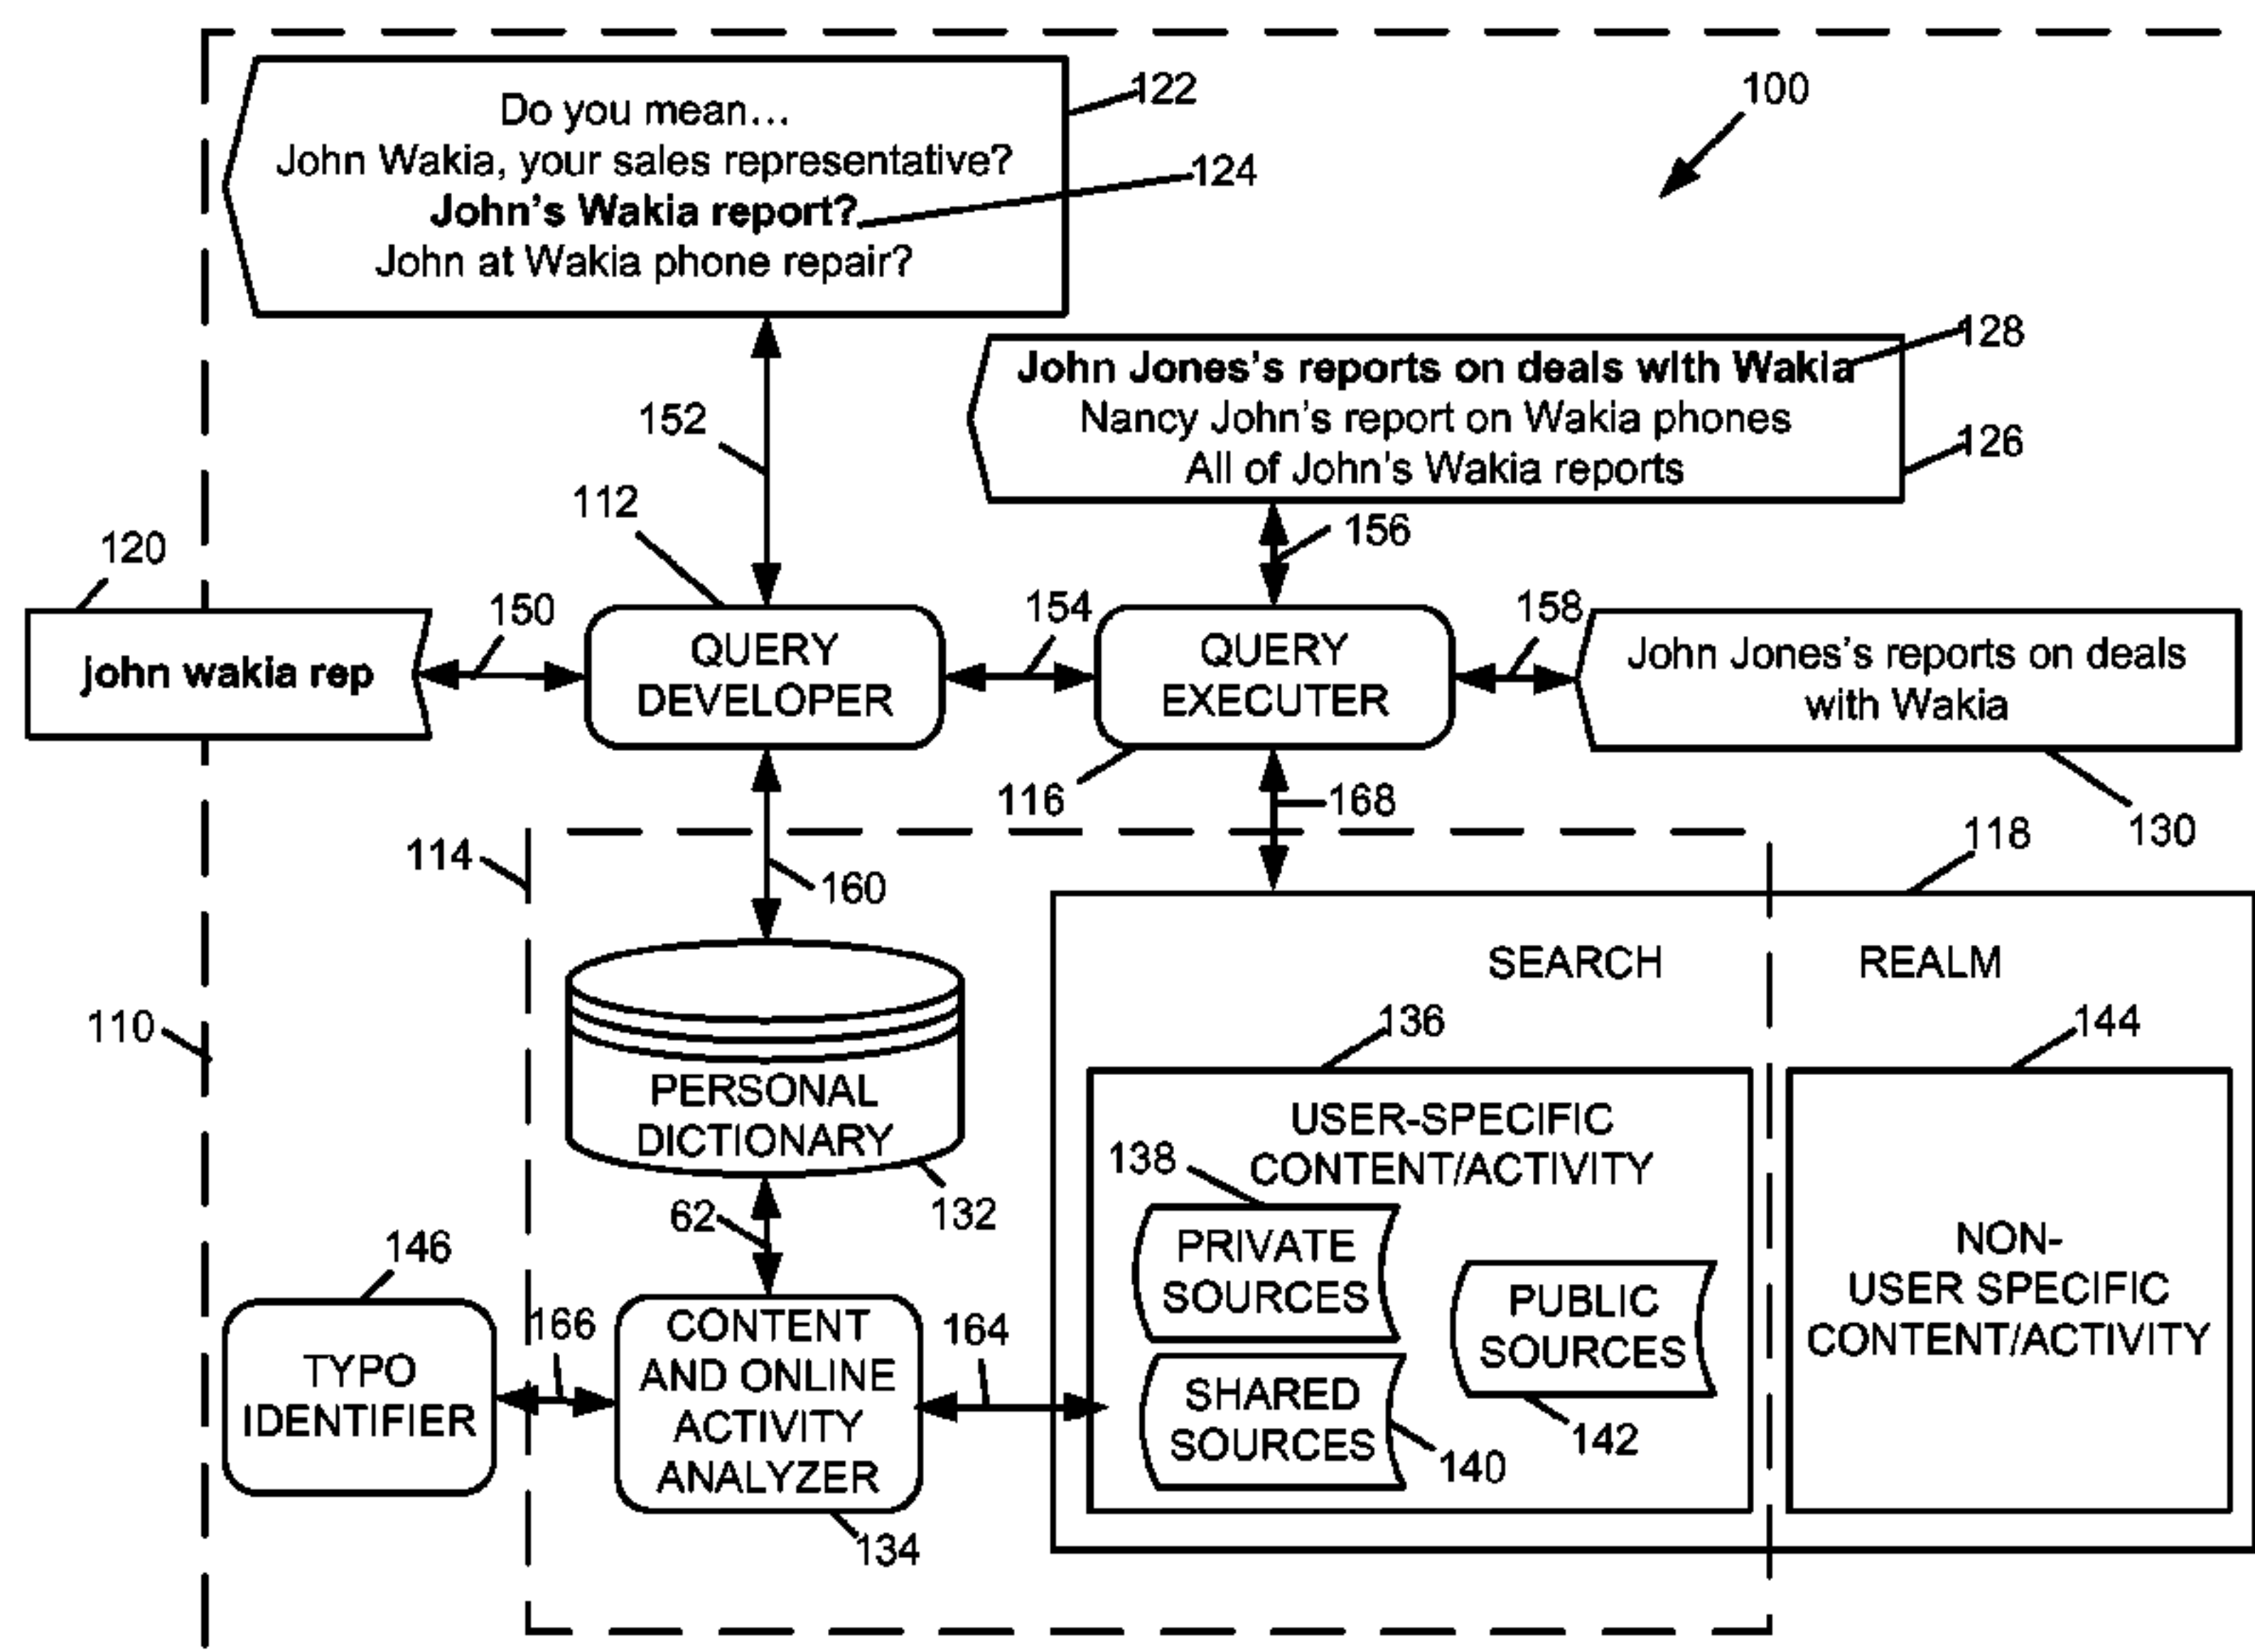 100
122
Do you mean...
John Wakia, your sales representative?
124
John's Wakia report?
John at Wakia phone repair?
128
John Jones's reports on deals with Wakia
Nancy John's report on Wakia phones
All of John's Wakia reports
126
152
112
156
120
150
154
158
john wakia rep
QUERY
DEVELOPER
QUERY
EXECUTER
John Jones's reports on deals
with Wakia
116
168
130
114
160
118
SEARCH
REALM
110
136
144
PERSONAL
DICTIONARY
132
USER-SPECIFIC
CONTENT/ACTIVITY
138
PRIVATE
SOURCES
PUBLIC
SOURCES
142
SHARED
SOURCES
140
NON-
USER SPECIFIC
CONTENT/ACTIVITY
62
146
166
164
TYPO
IDENTIFIER
CONTENT
AND ONLINE
ACTIVITY
ANALYZER
134